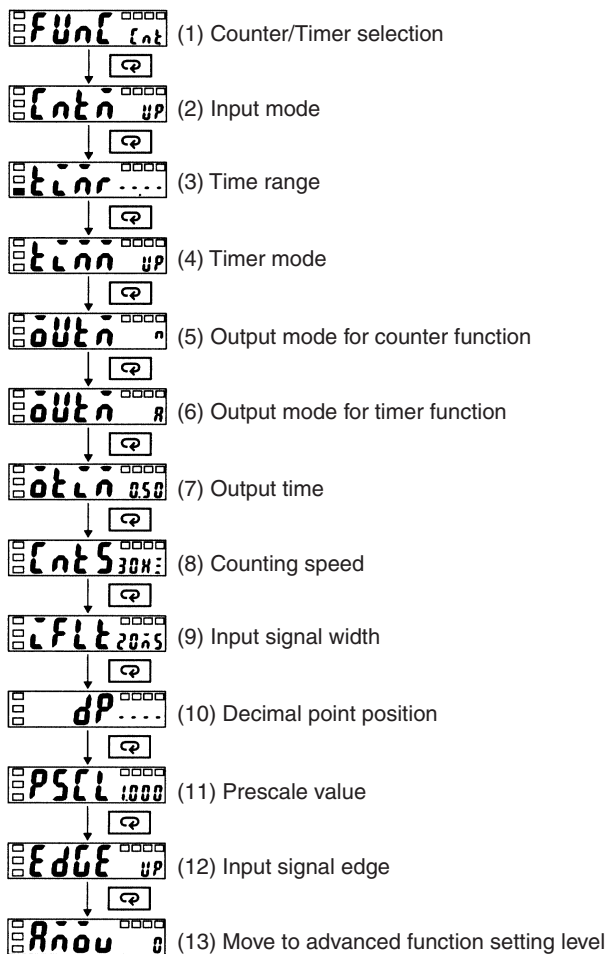 FUnC Cnt (1) Counter/Timer selection
Cntm UP (2) Input mode
timr --.-- (3) Time range
timm UP (4) Timer mode
oUtm n (5) Output mode for counter function
oUtm A (6) Output mode for timer function
otim 0.50 (7) Output time
CntS 30HZ (8) Counting speed
iFLt 20mS (9) Input signal width
dP ---- (10) Decimal point position
PSCL 1.000 (11) Prescale value
EdGE UP (12) Input signal edge
Amov 0 (13) Move to advanced function setting level